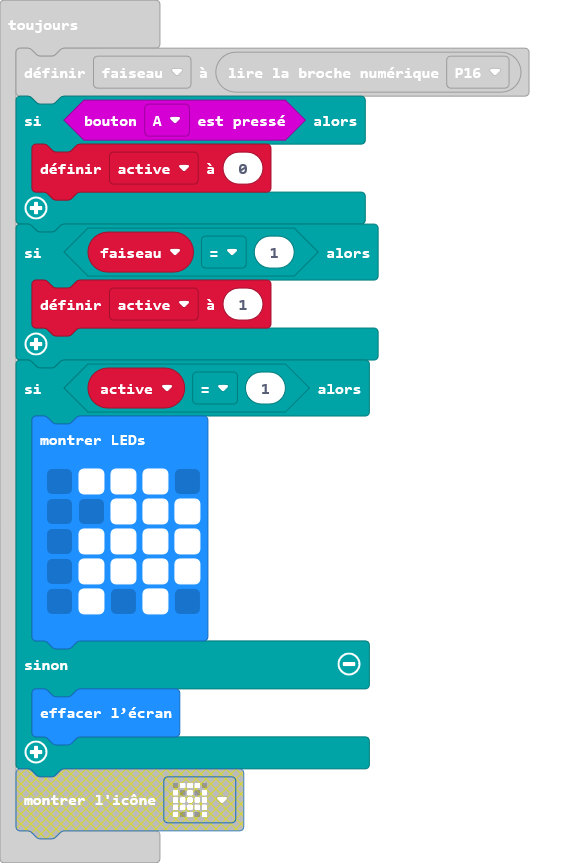 toujours
définir faiseau à lire la broche numérique P16
si bouton A est pressé alors
définir active à 0
si faiseau = 1 alors
définir active à 1
si active = 1 alors
montrer LEDs
sinon
effacer l'écran
montrer l'icône